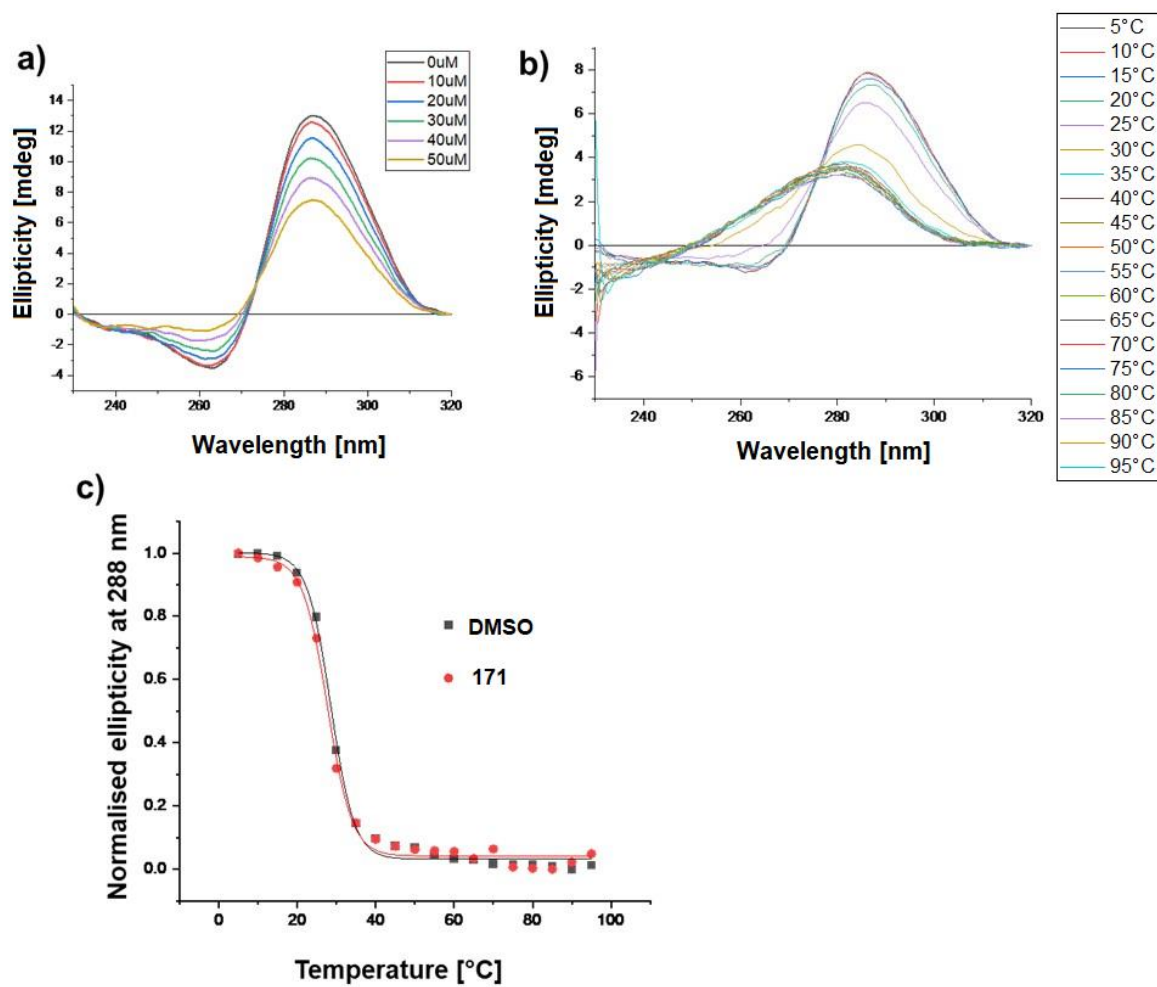 a)
0uM
10uM
20uM
30uM
40uM
50uM
Ellipticity [mdeg]
14
12
10
8
6
4
2
0
-2
-4
240
260
280
300
320
Wavelength [nm]
b)
Ellipticity [mdeg]
8
6
4
2
0
-2
-4
-6
240
260
280
300
320
Wavelength [nm]
5°C
10°C
15°C
20°C
25°C
30°C
35°C
40°C
45°C
50°C
55°C
60°C
65°C
70°C
75°C
80°C
85°C
90°C
95°C
c)
Normalised ellipticity at 288 nm
1.0
0.8
0.6
0.4
0.2
0.0
DMSO
171
0
20
40
60
80
100
Temperature [°C]